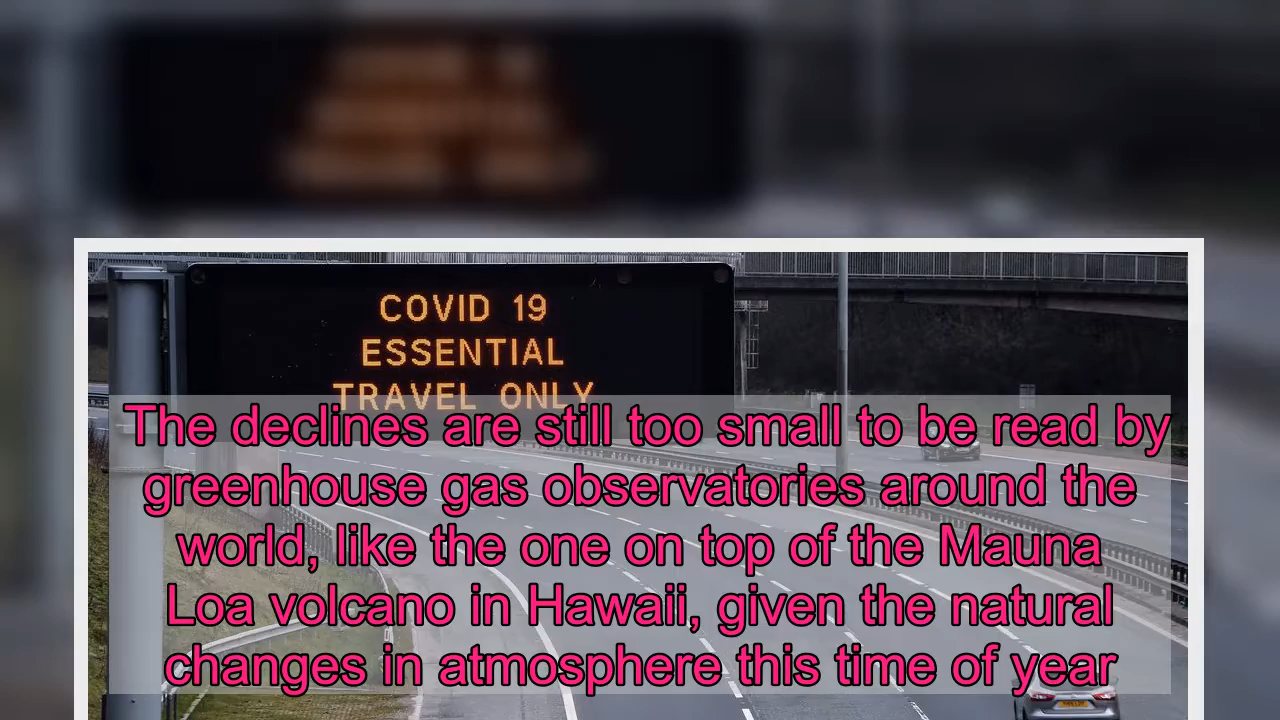 COVID 19
ESSENTIAL
TRAVEL ONLY
The declines are still too small to be read by
greenhouse gas observatories around the
world, like the one on top of the Mauna
Loa volcano in Hawaii, given the natural
changes in atmosphere this time of year